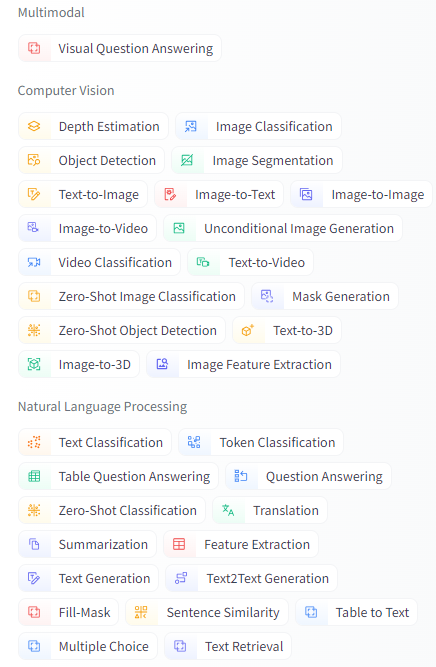 Multimodal
Visual Question Answering
Computer Vision
Depth Estimation Image Classification
Object Detection Image Segmentation
Text-to-Image Image-to-Text Image-to-Image
Image-to-Video Unconditional Image Generation
Video Classification Text-to-Video
Zero-Shot Image Classification Mask Generation
Zero-Shot Object Detection Text-to-3D
Image-to-3D Image Feature Extraction
Natural Language Processing
Text Classification Token Classification
Table Question Answering Question Answering
Zero-Shot Classification Translation
Summarization Feature Extraction
Text Generation Text2Text Generation
Fill-Mask Sentence Similarity Table to Text
Multiple Choice Text Retrieval